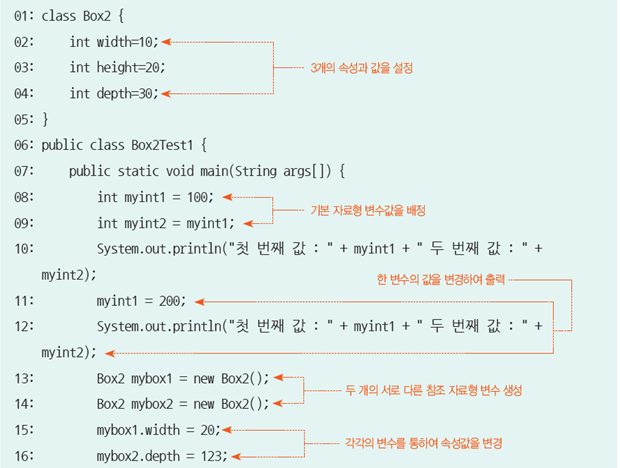 01: class Box2 {
02: int width=10;
03: int height=20;
3개의 속성과 값을 설정
04: int depth=30;
05: }
06: public class Box2Test1 {
07: public static void main(String args[]) {
08: int myint1 = 100;
기본 자료형 변수값을 배정
09: int myint2 = myint1;
10: System.out.println("첫 번째 값 : " + myint1 + " 두 번째 값 : " +
myint2);
한 변수의 값을 변경하여 출력
11: myint1 = 200;
12: System.out.println("첫 번째 값 : " + myint1 + " 두 번째 값 : " +
myint2);
13: Box2 mybox1 = new Box2();
두 개의 서로 다른 참조 자료형 변수 생성
14: Box2 mybox2 = new Box2();
15: mybox1.width = 20;
각각의 변수를 통하여 속성값을 변경
16: mybox2.depth = 123;